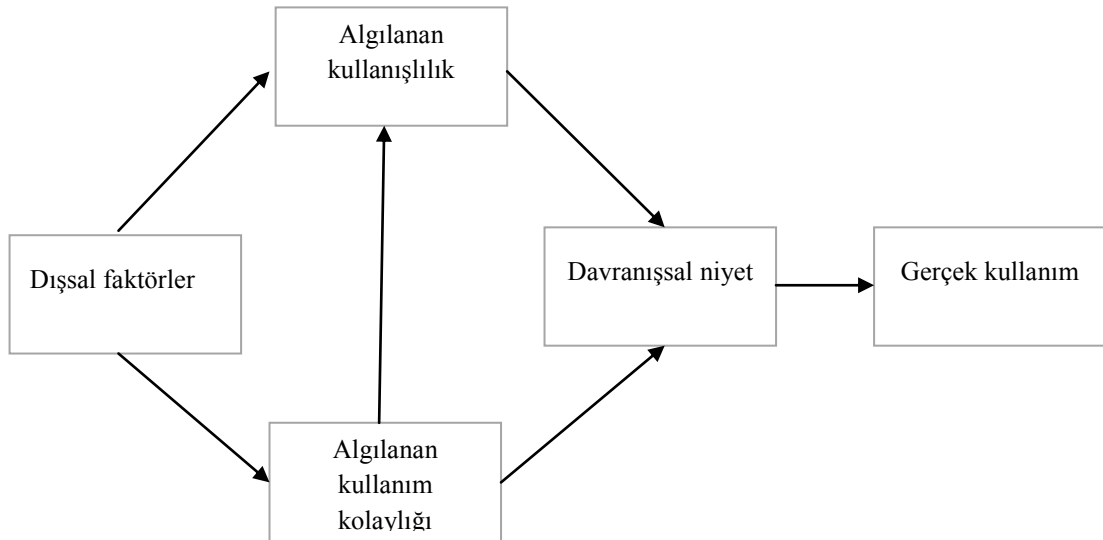 Algılanan
kullanışlılık
Dışsal faktörler
Davranışsal niyet
Gerçek kullanım
Algılanan
kullanım
kolaylığı